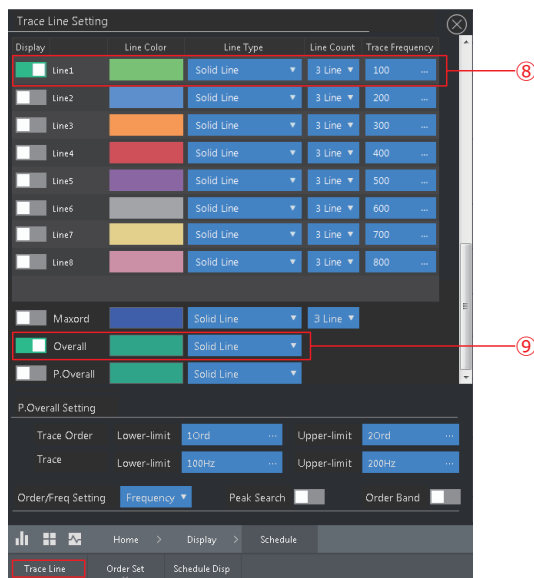 Trace Line Setting
Display Line Color Line Type Line Count Trace Frequency
Line1 Solid Line 3 Line 100 ... ⑧
Line2 Solid Line 3 Line 200 ...
Line3 Solid Line 3 Line 300 ...
Line4 Solid Line 3 Line 400 ...
Line5 Solid Line 3 Line 500 ...
Line6 Solid Line 3 Line 600 ...
Line7 Solid Line 3 Line 700 ...
Line8 Solid Line 3 Line 800 ...
Maxord Solid Line 3 Line
Overall Solid Line ⑨
P.Overall Solid Line
P.Overall Setting
Trace Order Lower-limit 1Ord ... Upper-limit 2Ord ...
Trace Lower-limit 100Hz ... Upper-limit 200Hz ...
Order/Freq Setting Frequency Peak Search Order Band
Home > Display > Schedule
Trace Line Order Set Schedule Disp